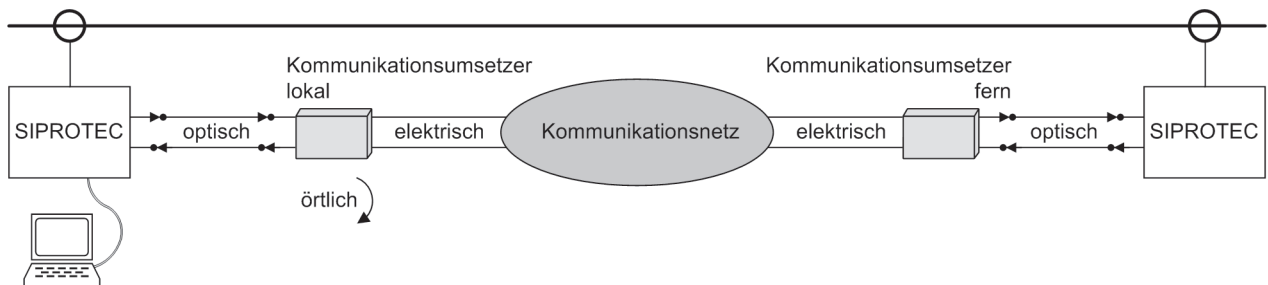 Kommunikationsumsetzer
lokal
Kommunikationsumsetzer
fern
SIPROTEC
optisch
elektrisch
Kommunikationsnetz
elektrisch
optisch
SIPROTEC
örtlich